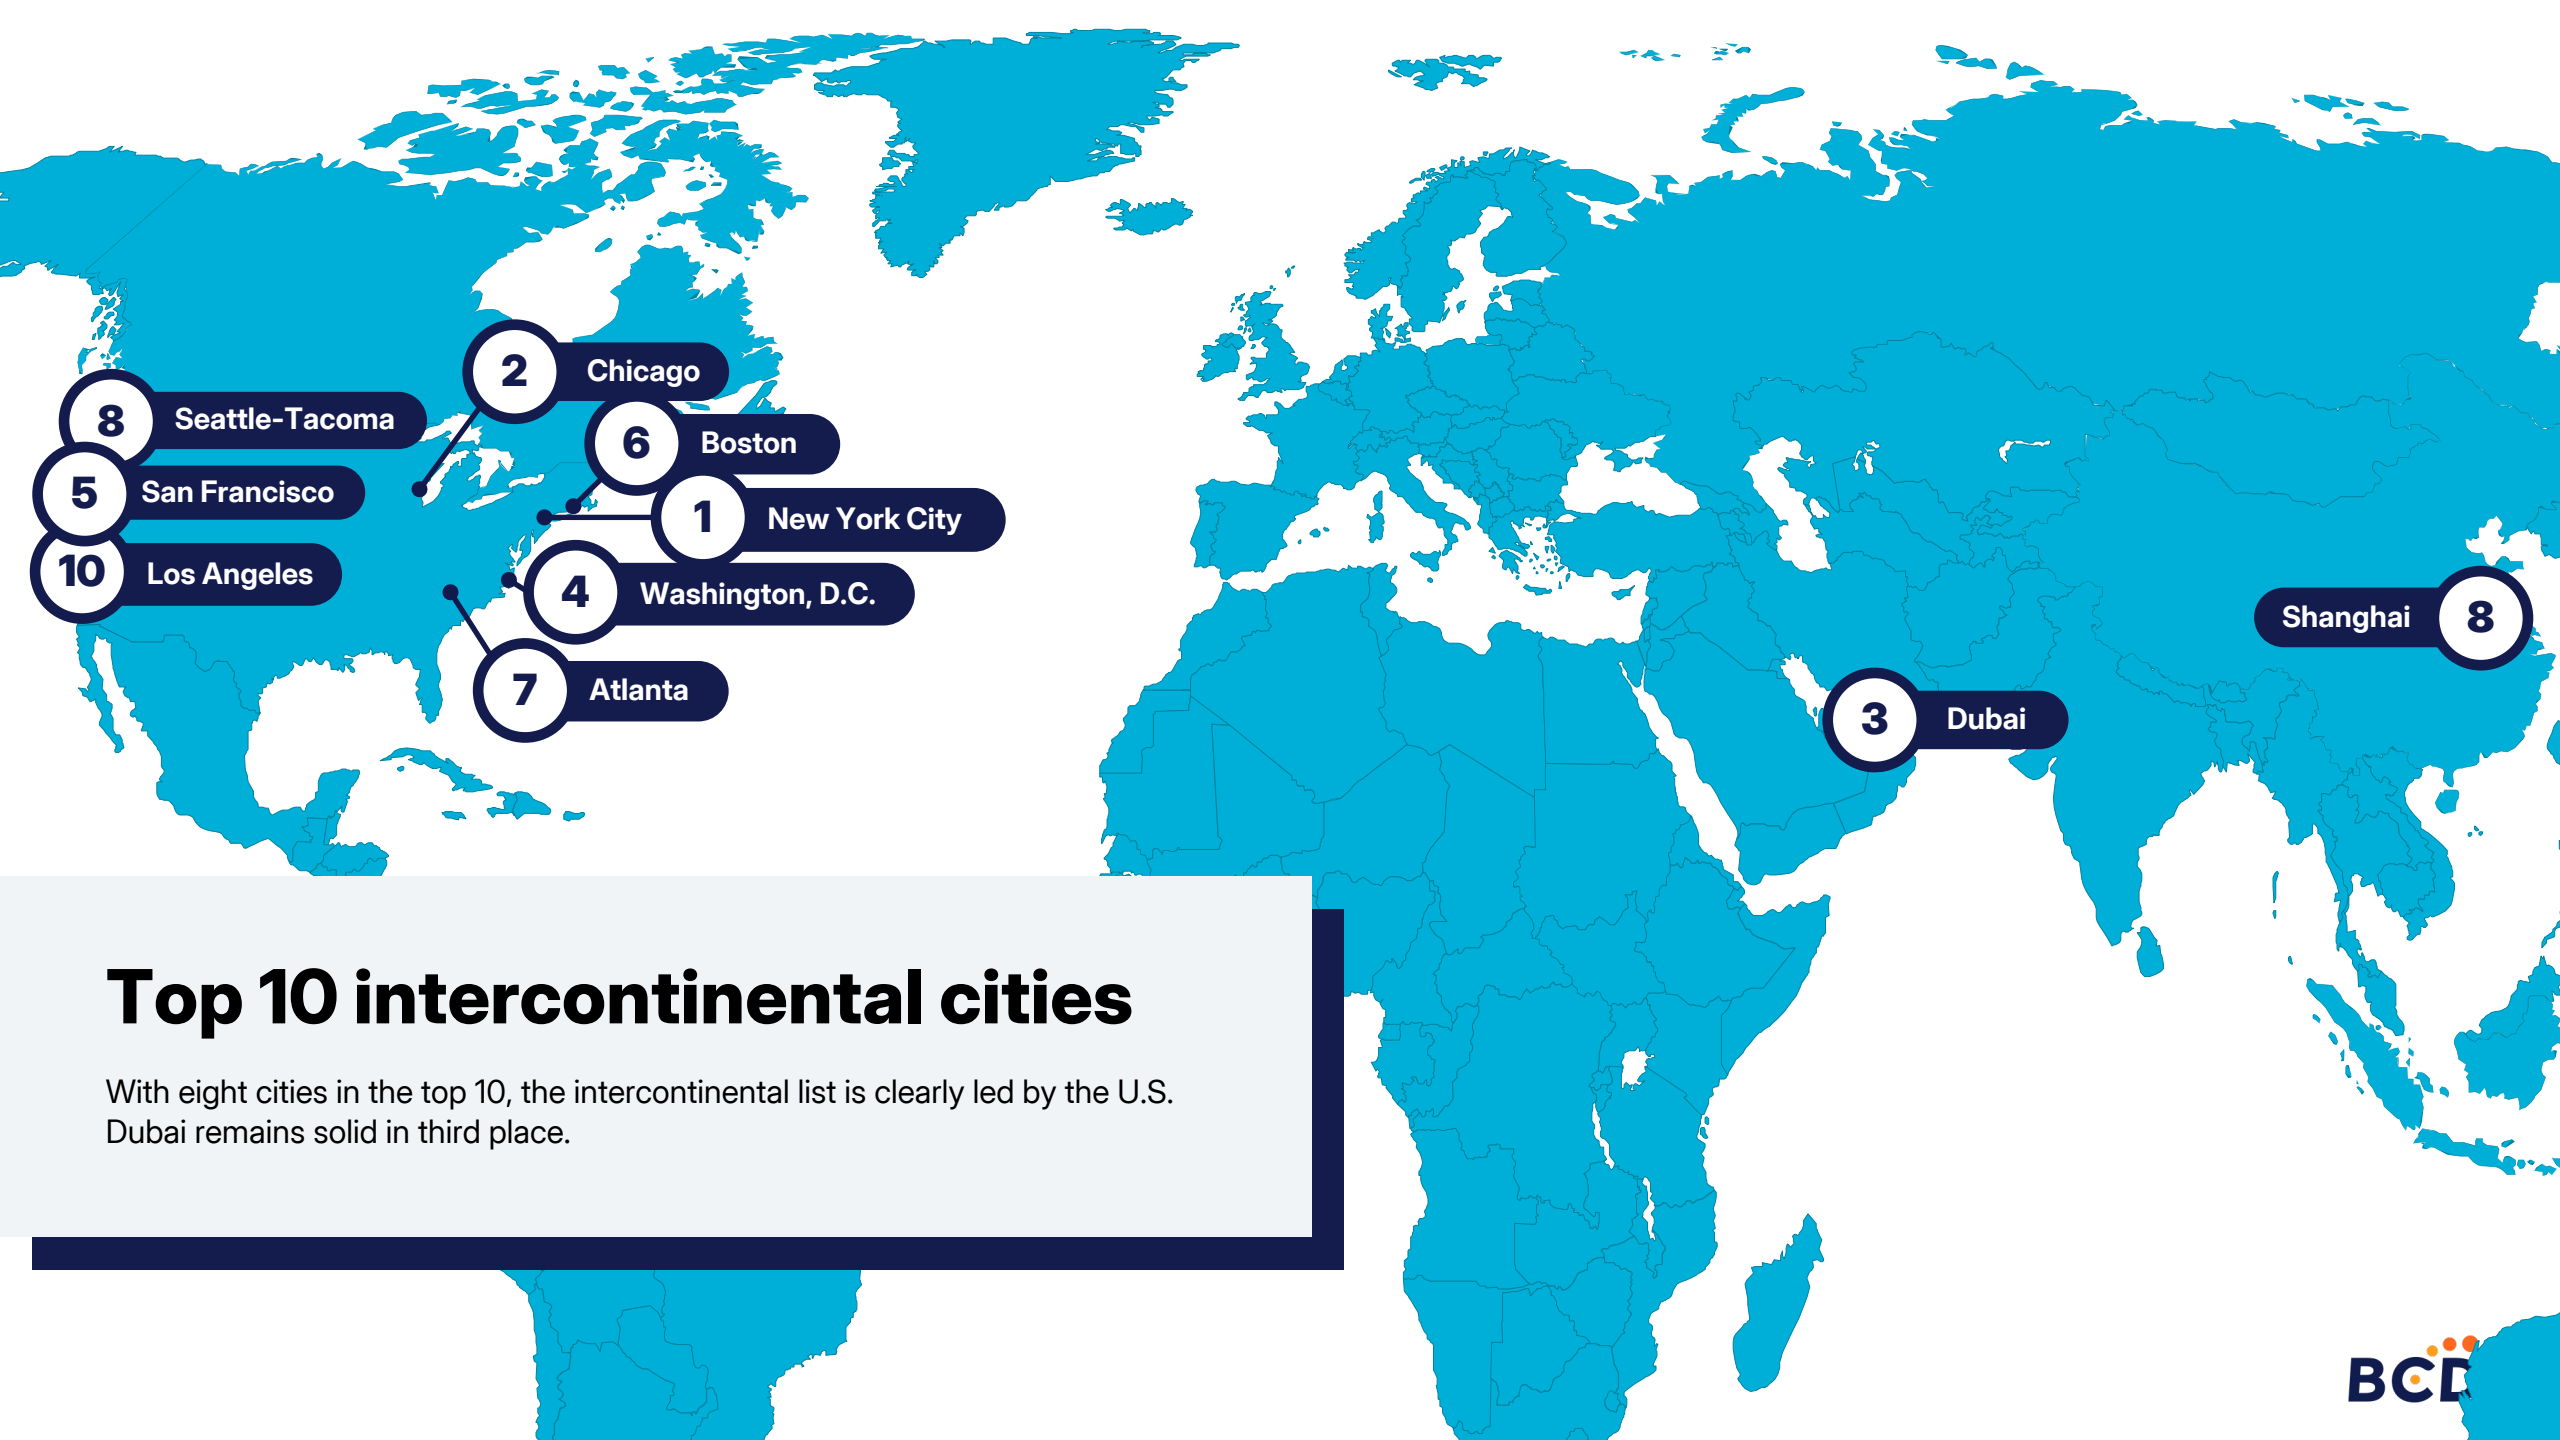 2
Chicago
8
Seattle-Tacoma
6
Boston
5
San Francisco
1
New York City
10
Los Angeles
4
Washington, D.C.
7
Atlanta
3
Dubai
Shanghai
8
Top 10 intercontinental cities
With eight cities in the top 10, the intercontinental list is clearly led by the U.S.
Dubai remains solid in third place.
BCD